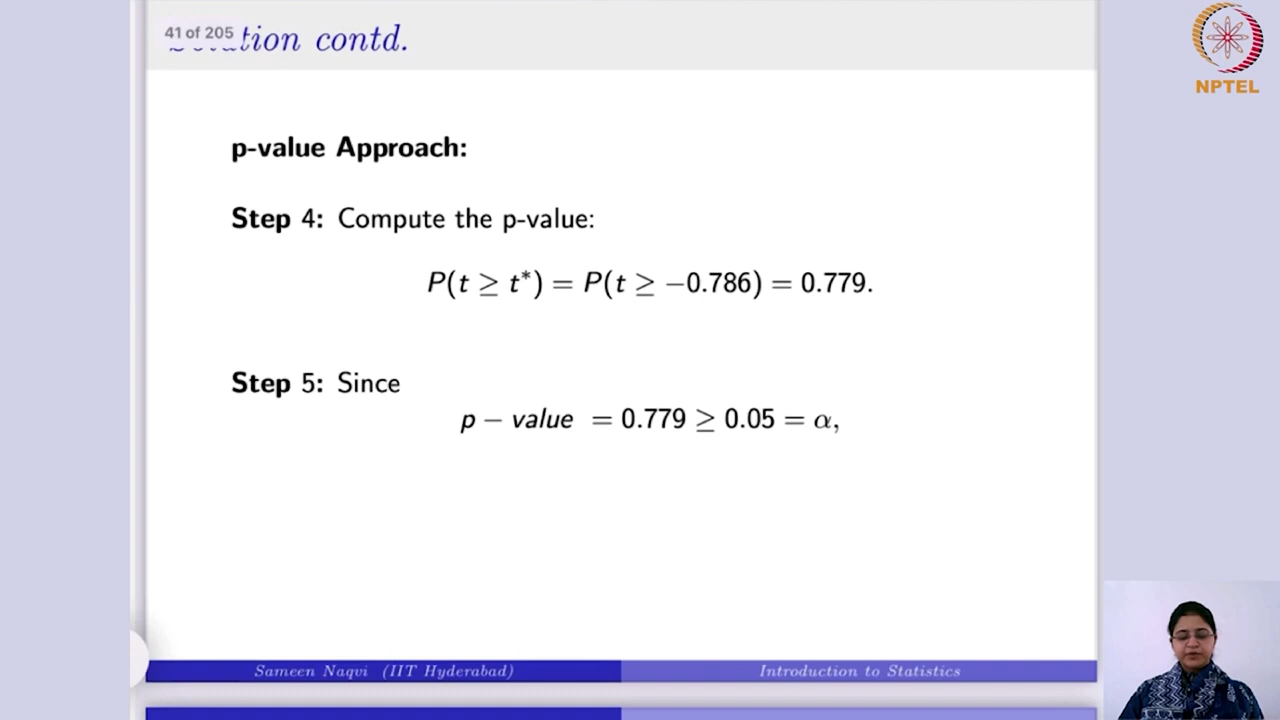 41 of 205
tion contd.
NPTEL
p-value Approach:
Step 4: Compute the p-value:
P(t ≥ t*) = P(t ≥ −0.786) = 0.779.
Step 5: Since
p − value = 0.779 ≥ 0.05 = α,
Sameen Naqvi (IIT Hyderabad)
Introduction to Statistics